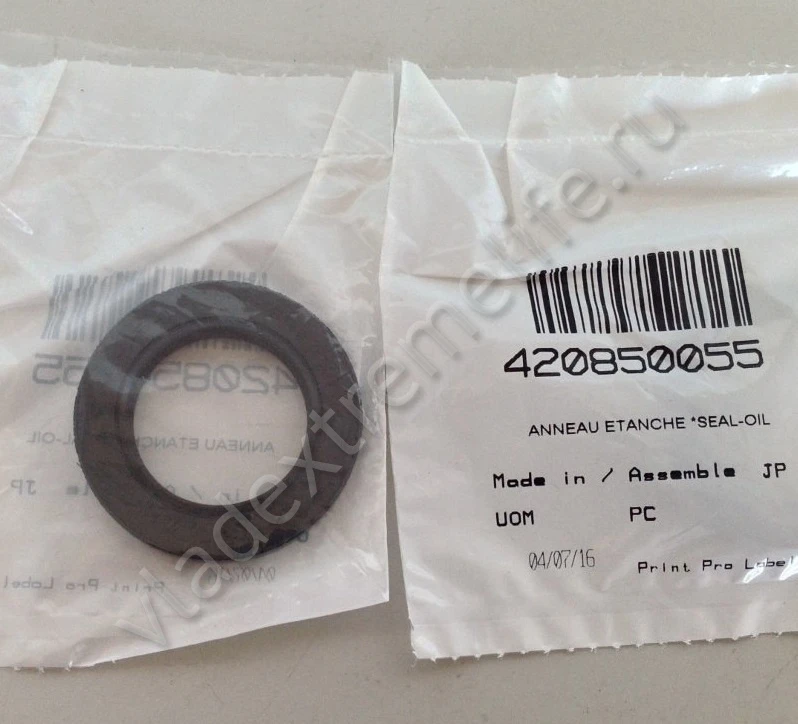 420850055
ANNEAU ETANCHE *SEAL-OIL
Made in / Assemble JP
UOM PC
04/07/16 Print Pro Label
vladextremelife.ru